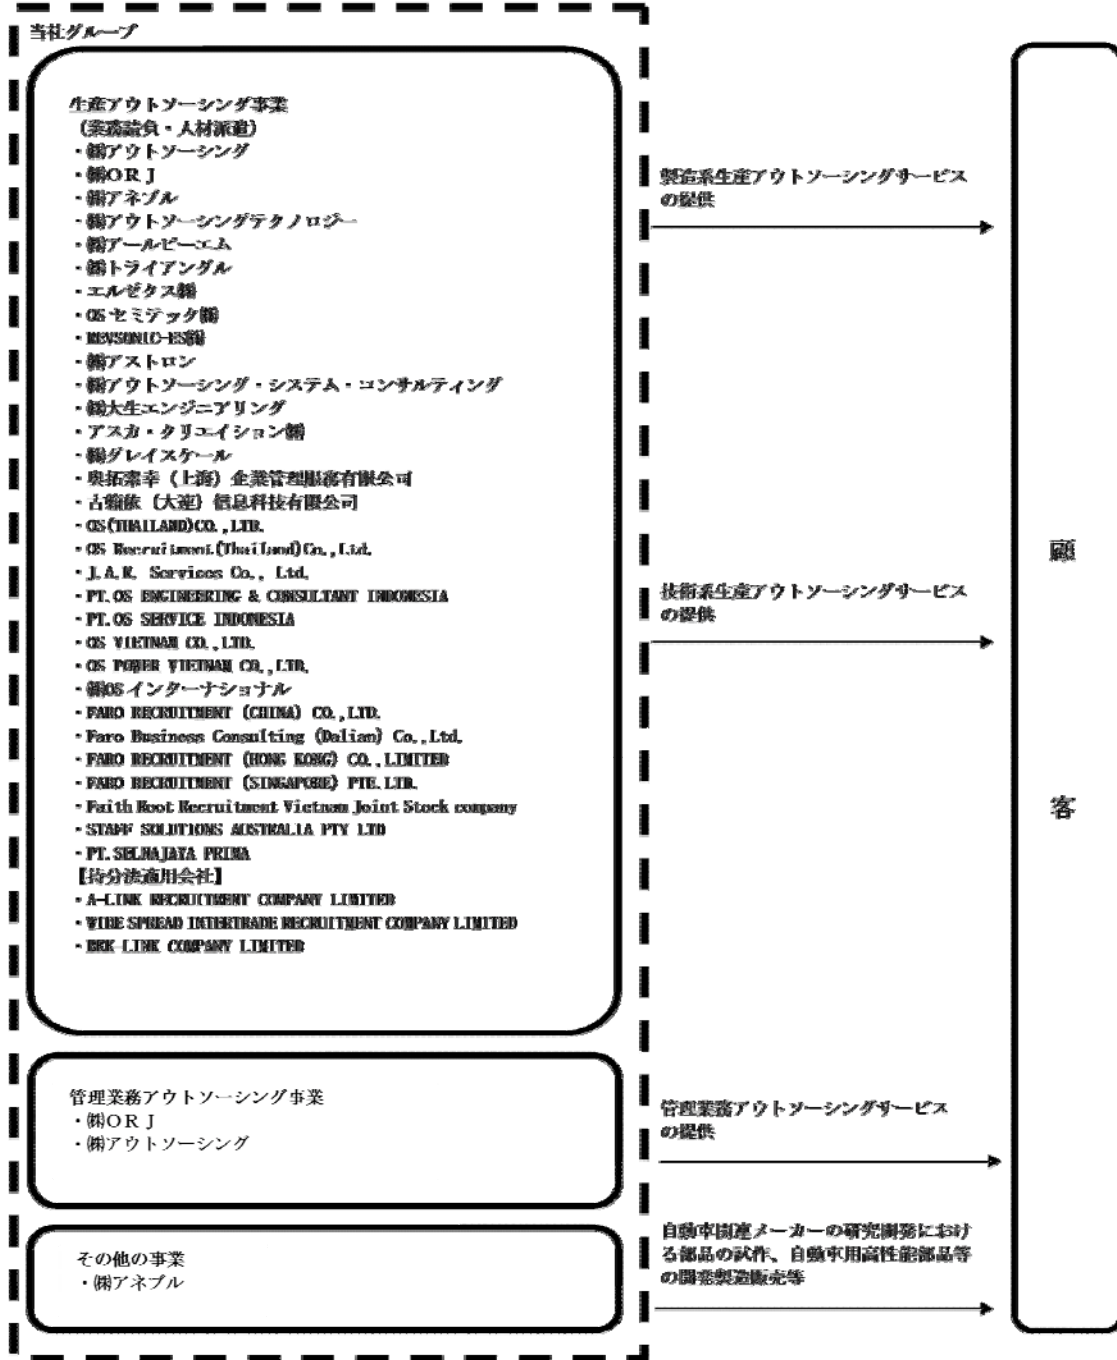 当社グループ
生産アウトソーシング事業
(業務請負・人材派遣)
・㈱アウトソーシング
・㈱ORJ
・㈱アネブル
・㈱アウトソーシングテクノロジー
・㈱アールピーエム
・㈱トライアングル
・エルゼクス㈱
・OSセミテック㈱
・REVSONIC-ES㈱
・㈱アストロン
・㈱アウトソーシング・システム・コンサルティング
・㈱大生エンジニアリング
・アスカ・クリエイション㈱
・㈱グレイスケール
・奥拓索幸(上海)企業管理服務有限公司
・(大連)信息科技有限公司
・OS(THAILAND)CO.,LTD.
・OS Recruitment(Thailand)Co.,Ltd.
・J.A.R. Services Co., Ltd.
・PT.OS ENGINEERING & CONSULTANT INDONESIA
・PT.OS SERVICE INDONESIA
・OS VIETNAM CO.,LTD.
・OS POWER VIETNAM CO.,LTD.
・㈱OSインターナショナル
・FARO RECRUITMENT (CHINA) CO.,LTD.
・Faro Business Consulting (Dalian) Co.,Ltd.
・FARO RECRUITMENT (HONG KONG) CO.,LIMITED
・FARO RECRUITMENT (SINGAPORE) PTE.LTD.
・Faith Root Recruitment Vietnam Joint Stock company
・STAFF SOLUTIONS AUSTRALIA PTY LTD
・PT.SELNAJAYA PRIMA
【持分法適用会社】
・A-LINK RECRUITMENT COMPANY LIMITED
・WIDE SPREAD INTERTRADE RECRUITMENT COMPANY LIMITED
・BKK-LINK COMPANY LIMITED
管理業務アウトソーシング事業
・㈱ORJ
・㈱アウトソーシング
その他の事業
・㈱アネブル
製造系生産アウトソーシングサービス
の提供
技術系生産アウトソーシングサービス
の提供
管理業務アウトソーシングサービス
の提供
自動車関連メーカーの研究開発におけ
る部品の試作、自動車用高性能部品等
の開発製造販売等
顧
客